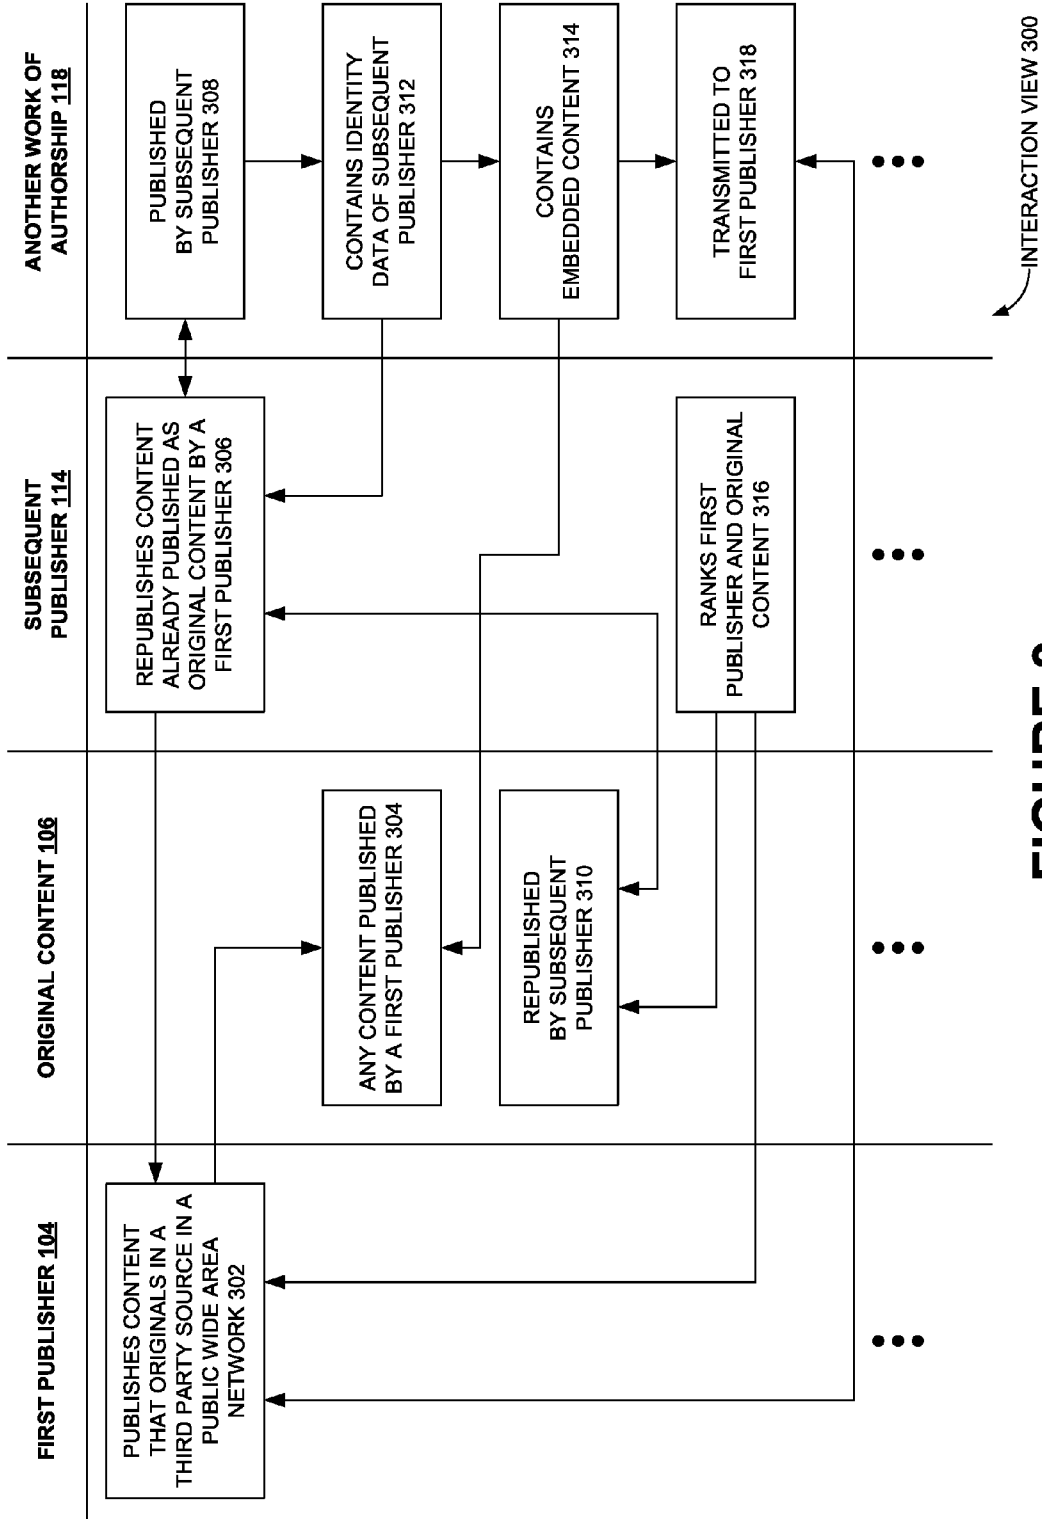 FIRST PUBLISHER 104
ORIGINAL CONTENT 106
SUBSEQUENT
PUBLISHER 114
ANOTHER WORK OF
AUTHORSHIP 118
PUBLISHES CONTENT
THAT ORIGINALS IN A
THIRD PARTY SOURCE IN A
PUBLIC WIDE AREA
NETWORK 302
REPUBLISHES CONTENT
ALREADY PUBLISHED AS
ORIGINAL CONTENT BY A
FIRST PUBLISHER 306
PUBLISHED
BY SUBSEQUENT
PUBLISHER 308
ANY CONTENT PUBLISHED
BY A FIRST PUBLISHER 304
CONTAINS IDENTITY
DATA OF SUBSEQUENT
PUBLISHER 312
REPUBLISHED
BY SUBSEQUENT
PUBLISHER 310
CONTAINS
EMBEDDED CONTENT 314
RANKS FIRST
PUBLISHER AND ORIGINAL
CONTENT 316
TRANSMITTED TO
FIRST PUBLISHER 318
INTERACTION VIEW 300
FIGURE